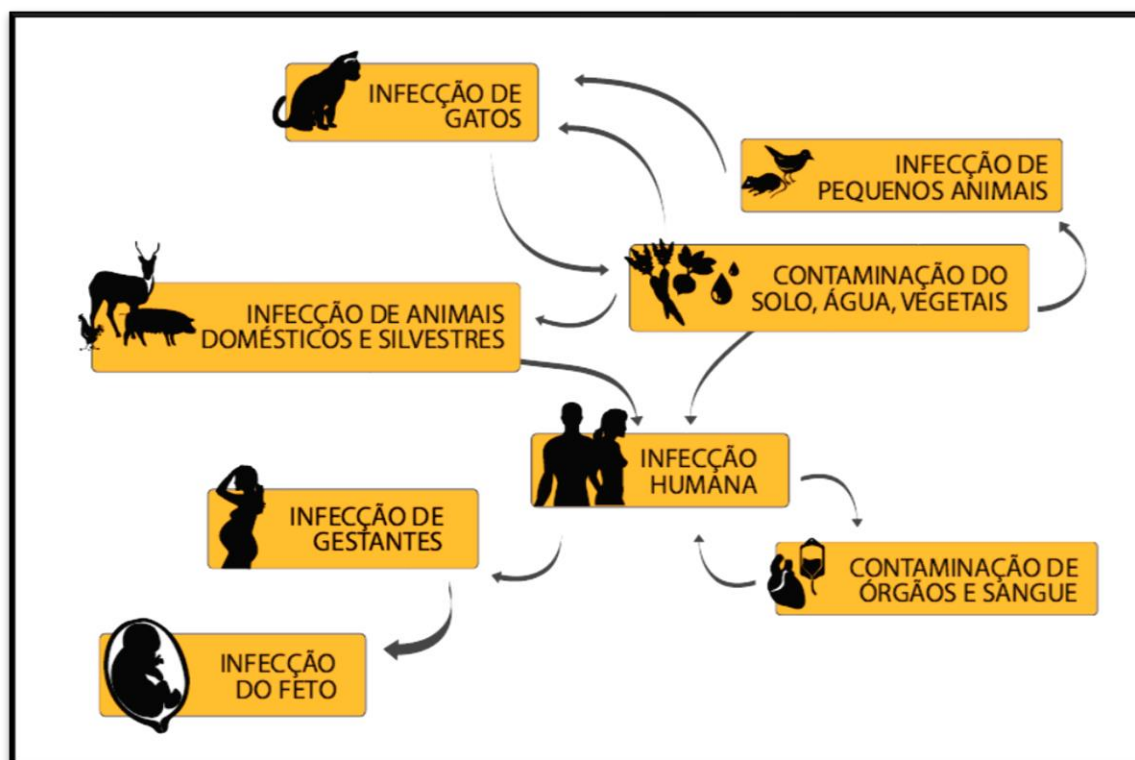 INFECÇÃO DE
GATOS
INFECÇÃO DE
PEQUENOS ANIMAIS
CONTAMINAÇÃO DO
SOLO, ÁGUA, VEGETAIS
INFECÇÃO DE ANIMAIS
DOMÉSTICOS E SILVESTRES
INFECÇÃO
HUMANA
INFECÇÃO DE
GESTANTES
CONTAMINAÇÃO DE
ÓRGÃOS E SANGUE
INFECÇÃO
DO FETO